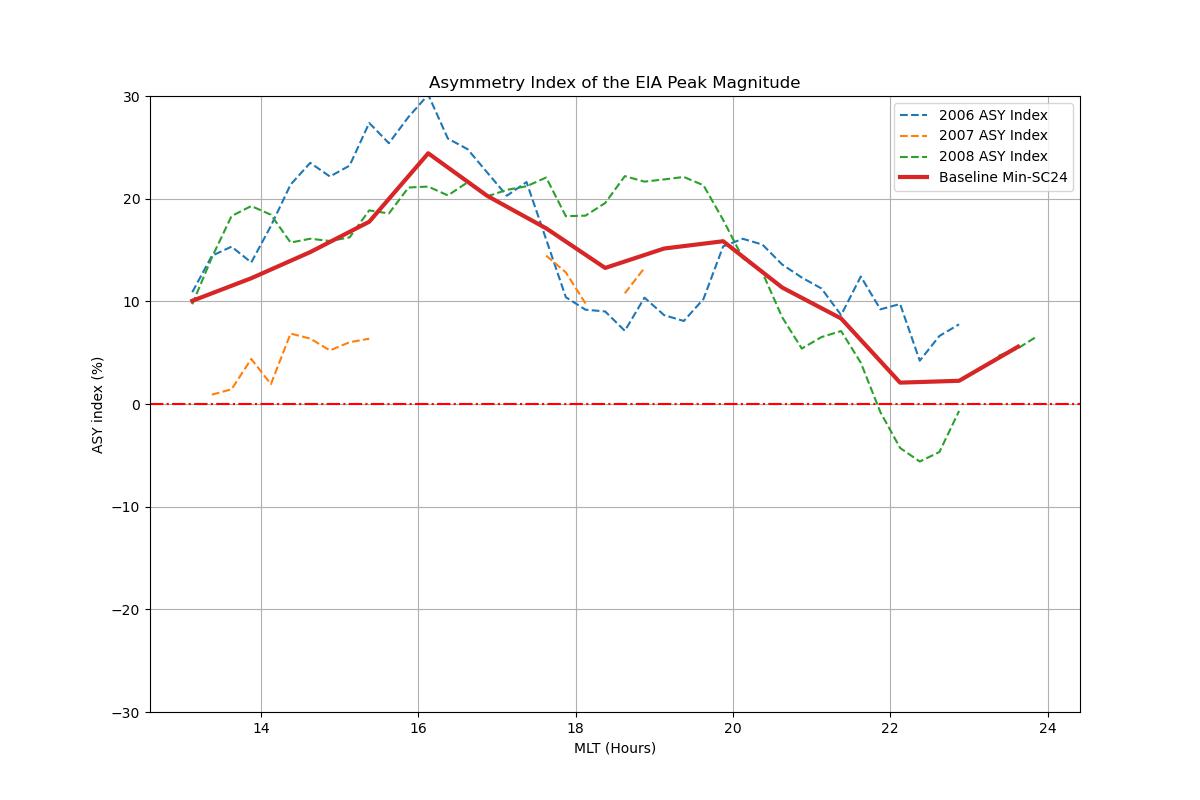 Asymmetry Index of the EIA Peak Magnitude
30
20
10
0
−10
−20
−30
ASY index (%)
2006 ASY Index
2007 ASY Index
2008 ASY Index
Baseline Min-SC24
14 16 18 20 22 24
MLT (Hours)